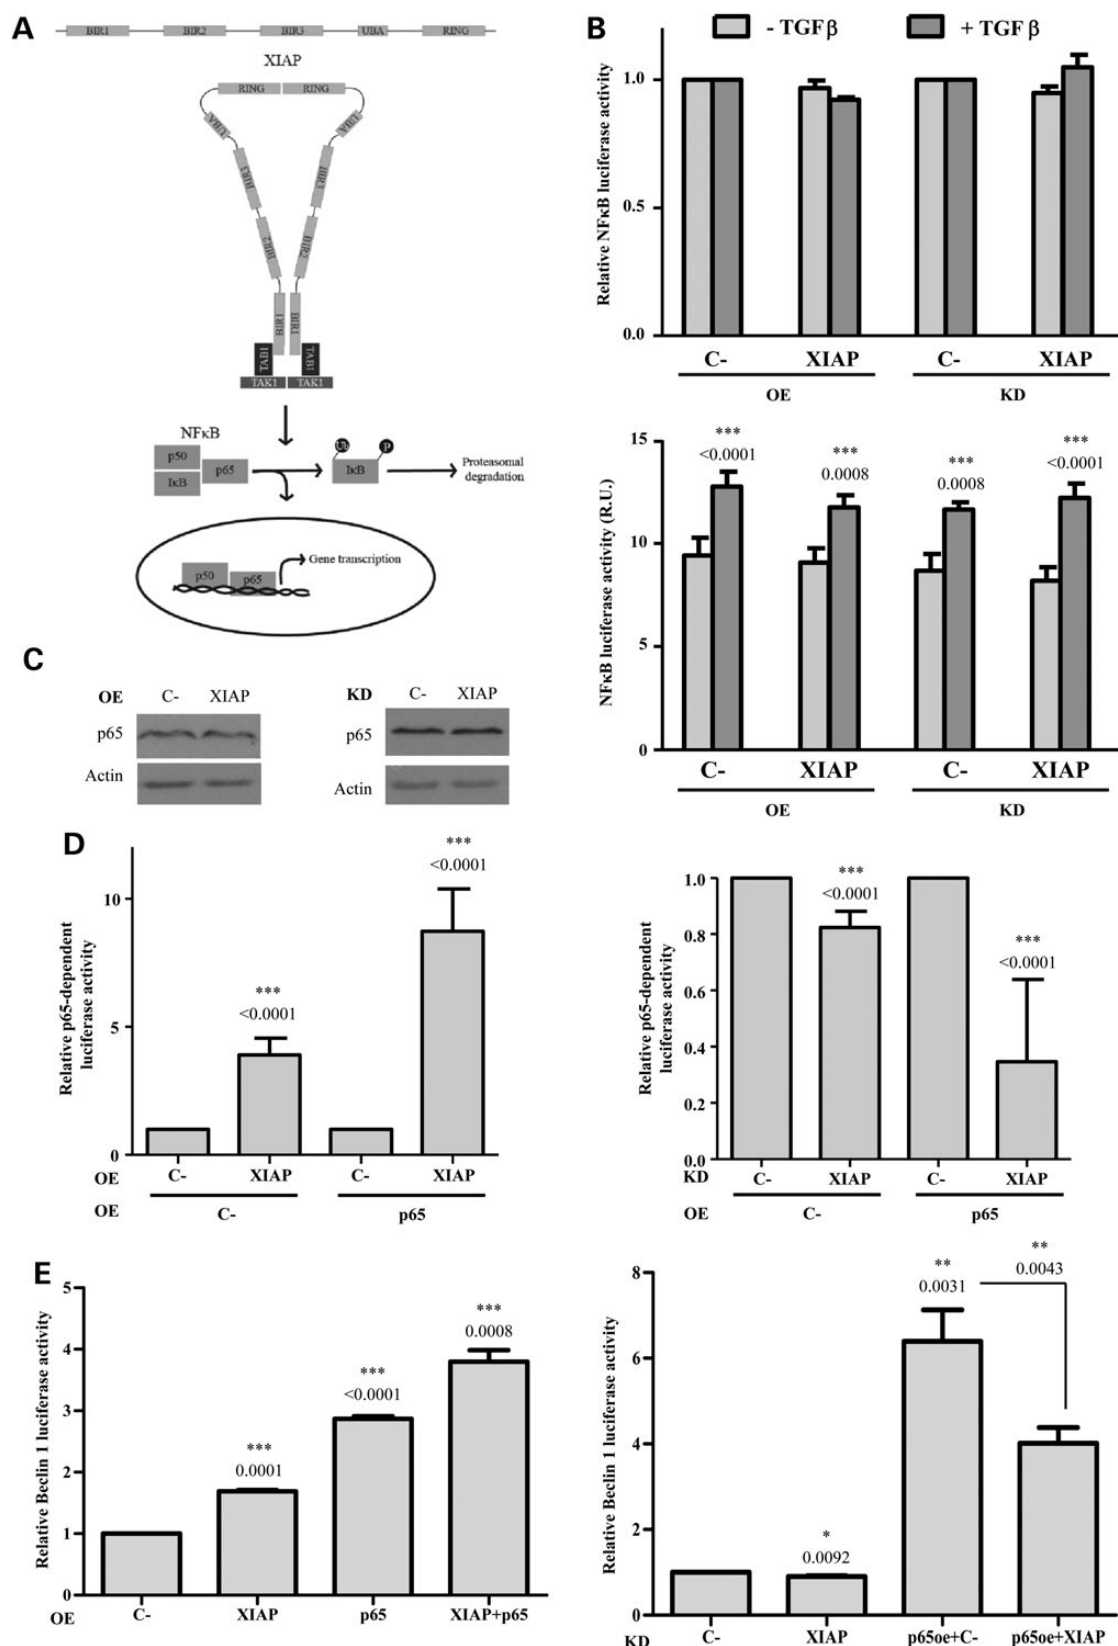 A
BIR1 BIR2 BIR3 UBA RING
XIAP
RING RING
UBA UBA
BIR3 BIR3
BIR2 BIR2
BIR1 BIR1
TAB1 TAB1
TAK1 TAK1
NFκB
p50
p65
IκB
Ub P
IκB
Proteasomal
degradation
p50 p65
Gene transcription
B
- TGFβ + TGFβ
Relative NFκB luciferase activity
1.0
0.5
0.0
C- XIAP C- XIAP
OE KD
NFκB luciferase activity (R.U.)
15
10
5
0
*** *** *** ***
<0.0001 0.0008 0.0008 <0.0001
C- XIAP C- XIAP
OE KD
C
OE C- XIAP
p65
Actin
KD C- XIAP
p65
Actin
D
Relative p65-dependent
luciferase activity
10
5
0
***
<0.0001
***
<0.0001
OE C- XIAP C- XIAP
OE C- p65
Relative p65-dependent
luciferase activity
1.0
0.8
0.6
0.4
0.2
0.0
***
<0.0001
***
<0.0001
KD C- XIAP C- XIAP
OE C- p65
E
Relative Beclin 1 luciferase activity
5
4
3
2
1
0
***
0.0001
***
<0.0001
***
0.0008
OE C- XIAP p65 XIAP+p65
Relative Beclin 1 luciferase activity
8
6
4
2
0
*
0.0092
**
0.0031
**
0.0043
KD C- XIAP p65oe+C- p65oe+XIAP